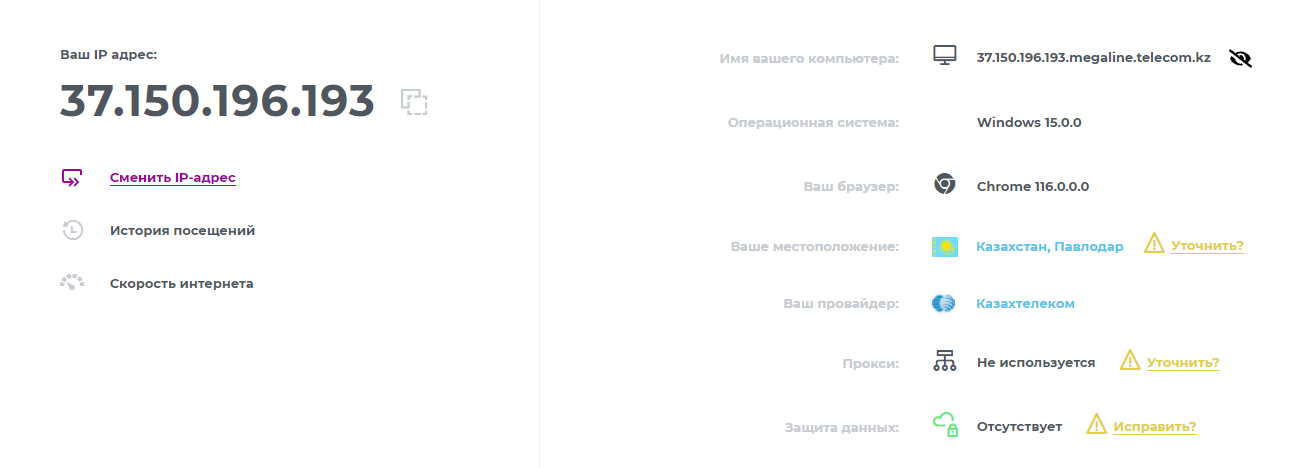 Ваш IP адрес:
37.150.196.193
Сменить IP-адрес
История посещений
Скорость интернета
Имя вашего компьютера: 37.150.196.193.megaline.telecom.kz
Операционная система: Windows 15.0.0
Ваш браузер: Chrome 116.0.0.0
Ваше местоположение: Казахстан, Павлодар Уточнить?
Ваш провайдер: Казахтелеком
Прокси: Не используется Уточнить?
Защита данных: Отсутствует Исправить?